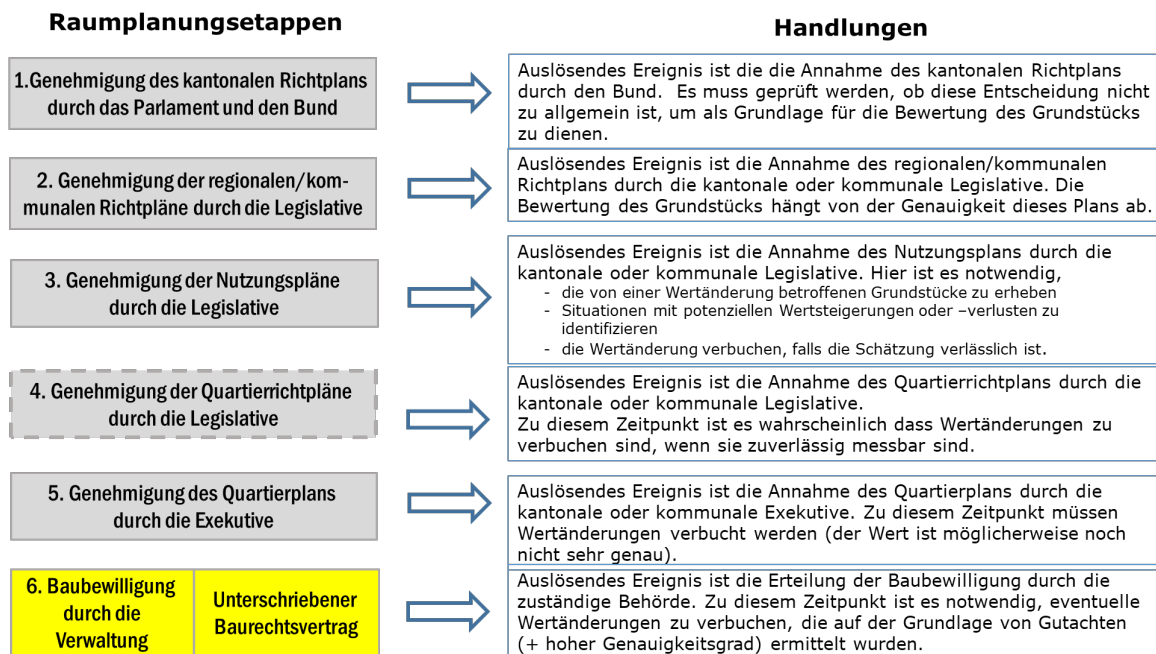 Raumplanungsetappen
Handlungen
1.Genehmigung des kantonalen Richtplans
durch das Parlament und den Bund
Auslösendes Ereignis ist die die Annahme des kantonalen Richtplans
durch den Bund. Es muss geprüft werden, ob diese Entscheidung nicht
zu allgemein ist, um als Grundlage für die Bewertung des Grundstücks
zu dienen.
2. Genehmigung der regionalen/kom-
munalen Richtpläne durch die Legislative
Auslösendes Ereignis ist die Annahme des regionalen/kommunalen
Richtplans durch die kantonale oder kommunale Legislative. Die
Bewertung des Grundstücks hängt von der Genauigkeit dieses Plans ab.
3. Genehmigung der Nutzungspläne
durch die Legislative
Auslösendes Ereignis ist die Annahme des Nutzungsplans durch die
kantonale oder kommunale Legislative. Hier ist es notwendig,
- die von einer Wertänderung betroffenen Grundstücke zu erheben
- Situationen mit potenziellen Wertsteigerungen oder –verlusten zu
identifizieren
- die Wertänderung verbuchen, falls die Schätzung verlässlich ist.
4. Genehmigung der Quartierrichtpläne
durch die Legislative
Auslösendes Ereignis ist die Annahme des Quartierrichtplans durch die
kantonale oder kommunale Legislative.
Zu diesem Zeitpunkt ist es wahrscheinlich dass Wertänderungen zu
verbuchen sind, wenn sie zuverlässig messbar sind.
5. Genehmigung des Quartierplans
durch die Exekutive
Auslösendes Ereignis ist die Annahme des Quartierplans durch die
kantonale oder kommunale Exekutive. Zu diesem Zeitpunkt müssen
Wertänderungen verbucht werden (der Wert ist möglicherweise noch
nicht sehr genau).
6. Baubewilligung
durch die
Verwaltung
Unterschriebener
Baurechtsvertrag
Auslösendes Ereignis ist die Erteilung der Baubewilligung durch die
zuständige Behörde. Zu diesem Zeitpunkt ist es notwendig, eventuelle
Wertänderungen zu verbuchen, die auf der Grundlage von Gutachten
(+ hoher Genauigkeitsgrad) ermittelt wurden.